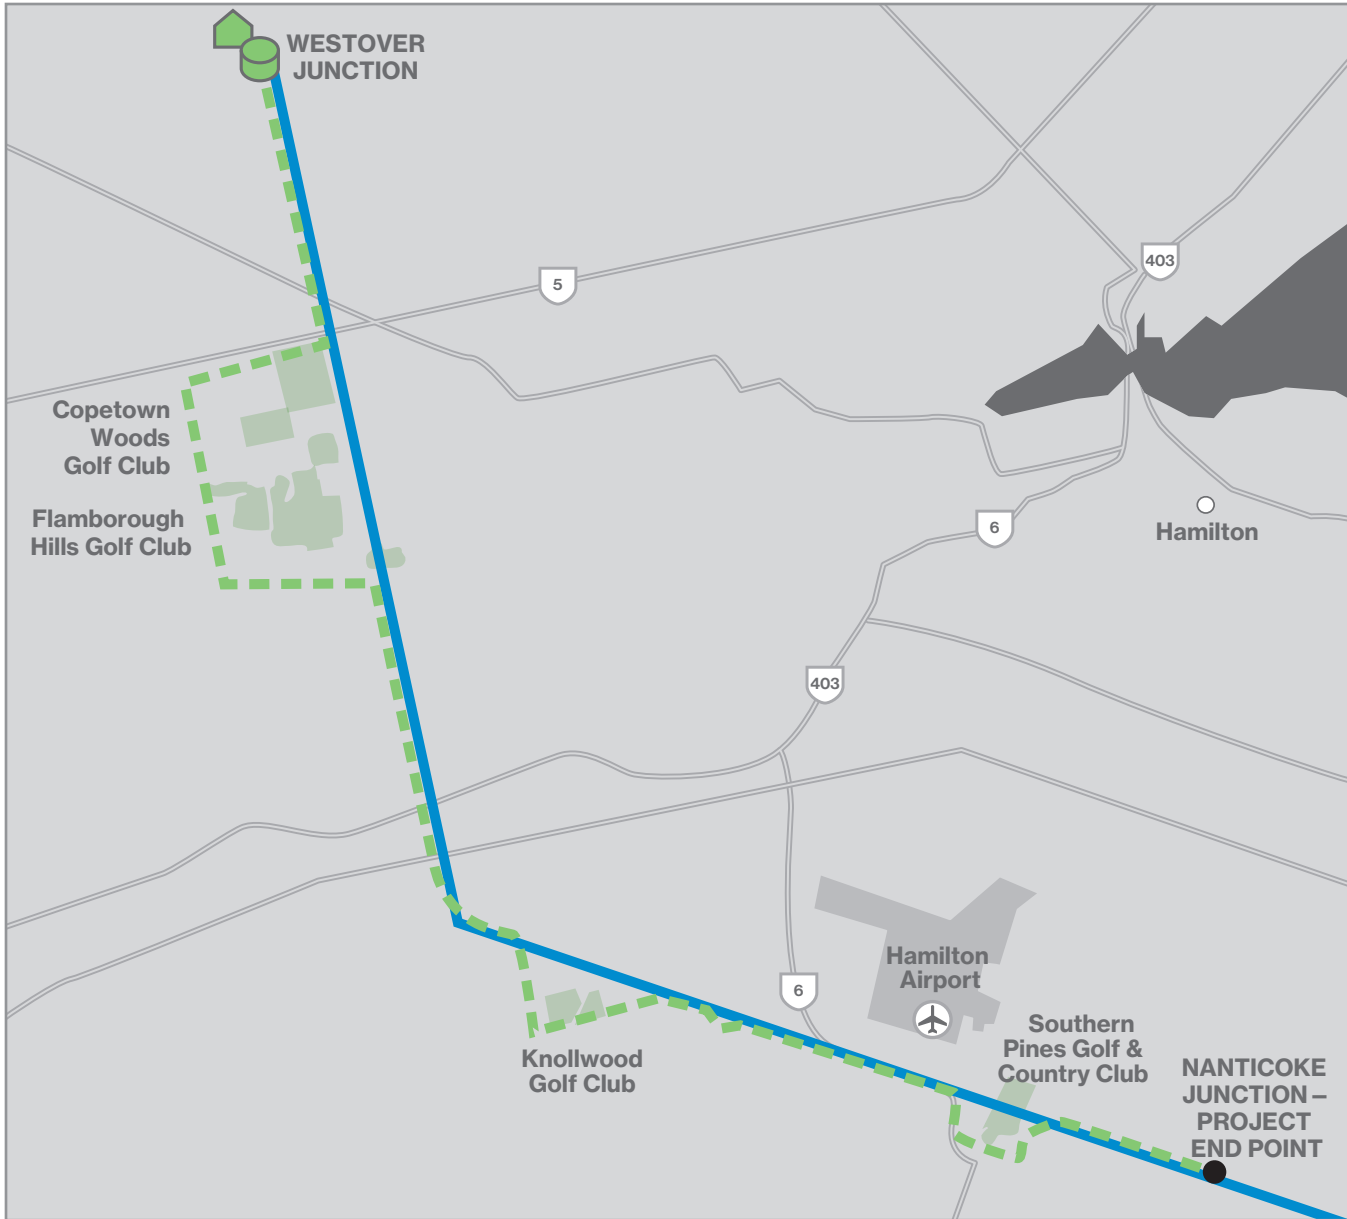 WESTOVER
JUNCTION
403
5
Copetown
Woods
Golf Club
Flamborough
Hills Golf Club
6
Hamilton
403
Hamilton
Airport
6
Southern
Pines Golf &
Country Club
Knollwood
Golf Club
NANTICOKE
JUNCTION –
PROJECT
END POINT